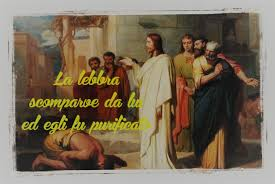 La lebbra
scomparve da lui
ed egli fu purificato